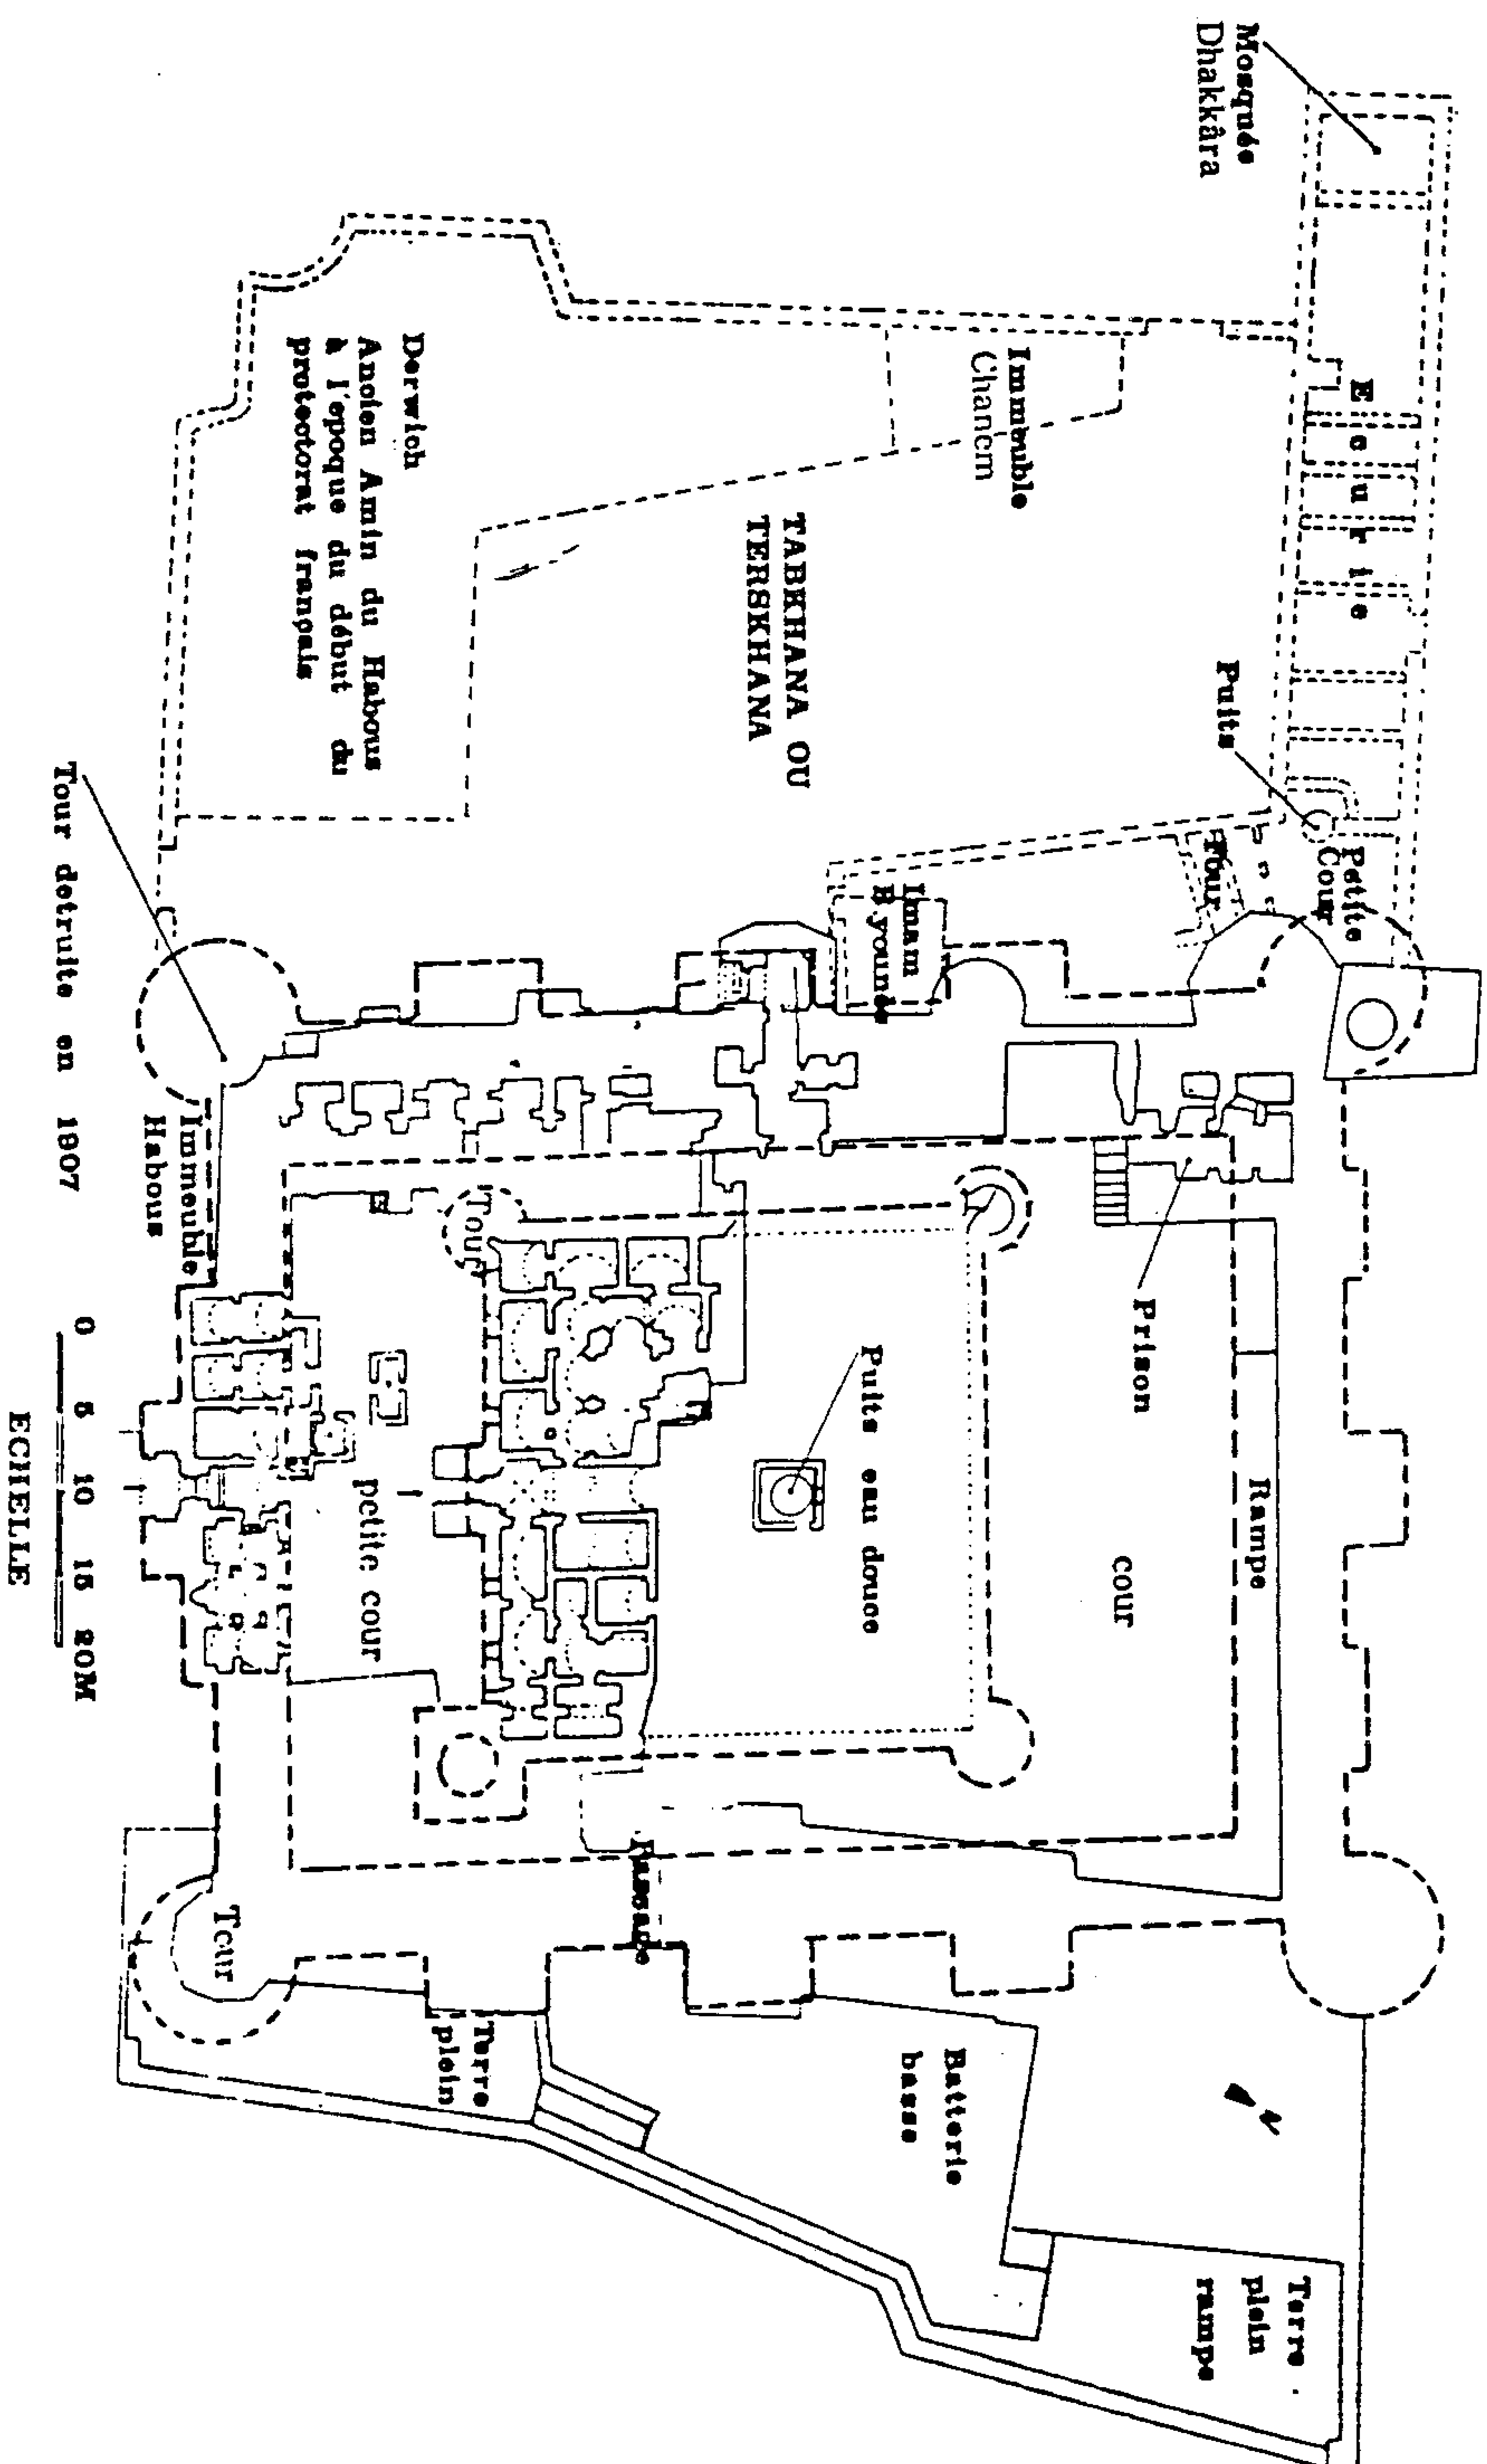 Mosquée
Dhakkâra
Ecurie
Puits
Petite
Cour
Tour
Immeuble
Chanem
TABKHANA OU
TERSKHANA
Imam
Derwich
Ancien Amin du Habous
à l'epoque du début du
protectorat français
Tour detruite en 1907
Immeuble
Habous
Prison
Rampe
cour
Puits eau douce
Tour
petite cour
Passage
Tour
Terre
plein
Batterie
basse
N
Terre
plein
rampe
0 5 10 15 20M
ECHELLE